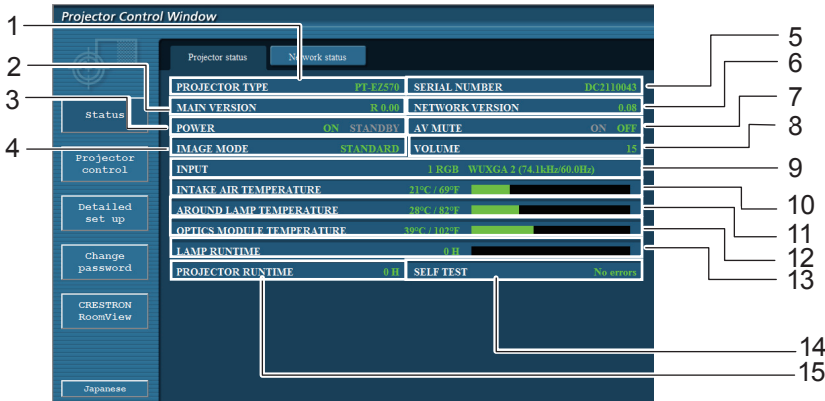 Projector Control Window
Projector status Network status
PROJECTOR TYPE PT-EZ570 SERIAL NUMBER DC2110043
MAIN VERSION R 0.00 NETWORK VERSION 0.08
POWER ON STANDBY AV MUTE ON OFF
IMAGE MODE STANDARD VOLUME 15
INPUT 1 RGB WUXGA 2 (74.1kHz/60.0Hz)
INTAKE AIR TEMPERATURE 21°C / 69°F
AROUND LAMP TEMPERATURE 28°C / 82°F
OPTICS MODULE TEMPERATURE 39°C / 102°F
LAMP RUNTIME 0 H
PROJECTOR RUNTIME 0 H SELF TEST No errors
Status
Projector
control
Detailed
set up
Change
password
CRESTRON
RoomView
Japanese
1
2
3
4
5
6
7
8
9
10
11
12
13
14
15